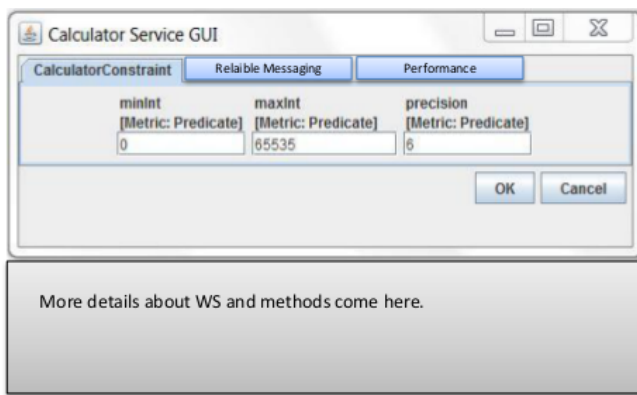 Calculator Service GUI
CalculatorConstraint Relaible Messaging Performance
minInt maxInt precision
[Metric: Predicate] [Metric: Predicate] [Metric: Predicate]
0 65535 6
OK Cancel
More details about WS and methods come here.